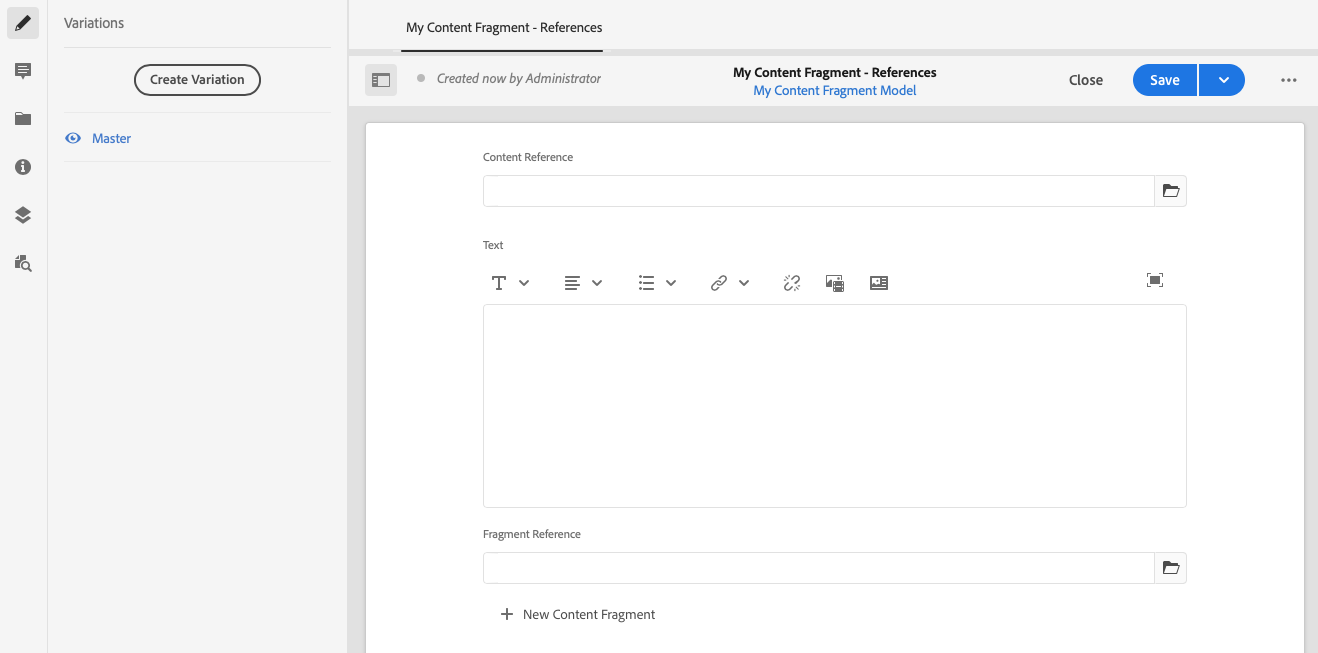 Variations
Create Variation
Master
My Content Fragment - References
Created now by Administrator
My Content Fragment - References
My Content Fragment Model
Close
Save
Content Reference
Text
Fragment Reference
New Content Fragment